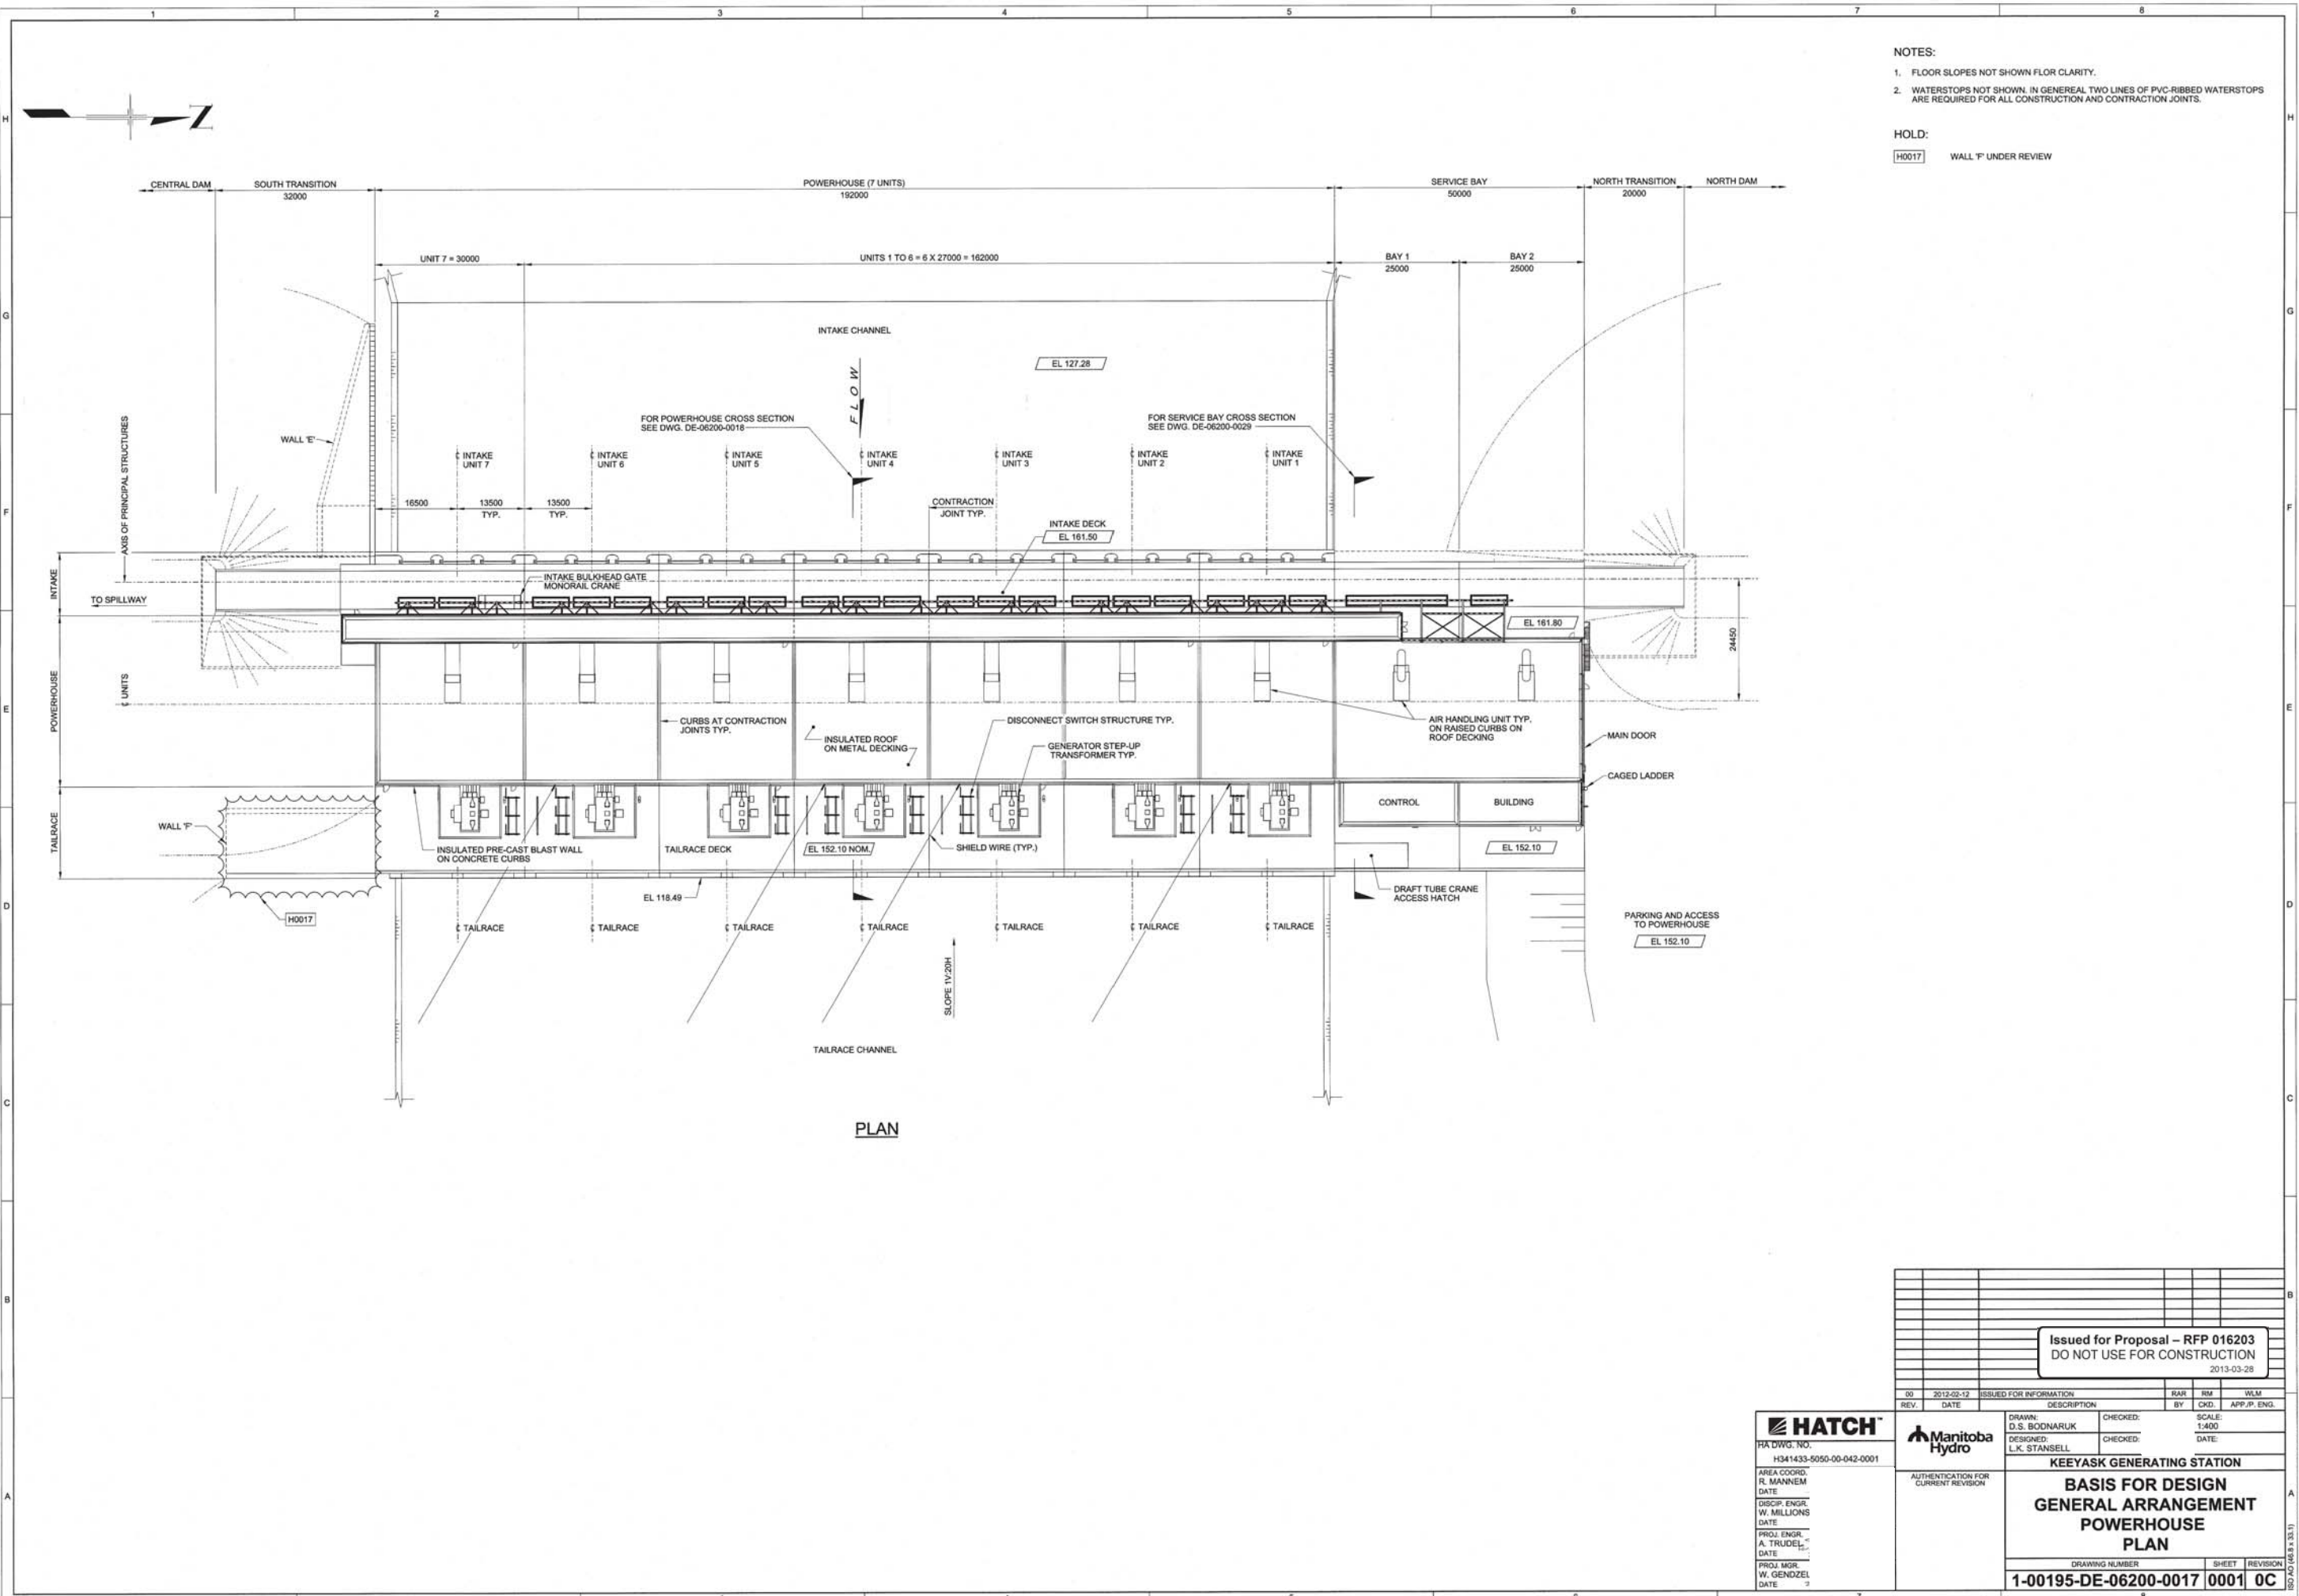 1 2 3 4 5 6 7 8
H
G
F
E
D
C
B
A
NOTES:
1. FLOOR SLOPES NOT SHOWN FLOR CLARITY.
2. WATERSTOPS NOT SHOWN. IN GENEREAL TWO LINES OF PVC-RIBBED WATERSTOPS
ARE REQUIRED FOR ALL CONSTRUCTION AND CONTRACTION JOINTS.
HOLD:
H0017 WALL 'F' UNDER REVIEW
CENTRAL DAM
SOUTH TRANSITION
32000
POWERHOUSE (7 UNITS)
192000
SERVICE BAY
50000
NORTH TRANSITION
20000
NORTH DAM
UNIT 7 = 30000
UNITS 1 TO 6 = 6 X 27000 = 162000
BAY 1
25000
BAY 2
25000
INTAKE CHANNEL
EL 127.28
FLOW
FOR POWERHOUSE CROSS SECTION
SEE DWG. DE-06200-0018
FOR SERVICE BAY CROSS SECTION
SEE DWG. DE-06200-0029
WALL 'E'
AXIS OF PRINCIPAL STRUCTURES
℄ INTAKE
UNIT 7
℄ INTAKE
UNIT 6
℄ INTAKE
UNIT 5
℄ INTAKE
UNIT 4
℄ INTAKE
UNIT 3
℄ INTAKE
UNIT 2
℄ INTAKE
UNIT 1
16500
13500
TYP.
13500
TYP.
CONTRACTION
JOINT TYP.
INTAKE DECK
EL 161.50
INTAKE
INTAKE BULKHEAD GATE
MONORAIL CRANE
TO SPILLWAY
EL 161.80
24450
POWERHOUSE
℄ UNITS
CURBS AT CONTRACTION
JOINTS TYP.
INSULATED ROOF
ON METAL DECKING
DISCONNECT SWITCH STRUCTURE TYP.
GENERATOR STEP-UP
TRANSFORMER TYP.
AIR HANDLING UNIT TYP.
ON RAISED CURBS ON
ROOF DECKING
MAIN DOOR
CAGED LADDER
CONTROL
BUILDING
TAILRACE
WALL 'F'
INSULATED PRE-CAST BLAST WALL
ON CONCRETE CURBS
TAILRACE DECK
EL 152.10 NOM.
SHIELD WIRE (TYP.)
EL 152.10
EL 118.49
H0017
DRAFT TUBE CRANE
ACCESS HATCH
PARKING AND ACCESS
TO POWERHOUSE
EL 152.10
℄ TAILRACE
℄ TAILRACE
℄ TAILRACE
℄ TAILRACE
℄ TAILRACE
℄ TAILRACE
℄ TAILRACE
SLOPE 1V:20H
TAILRACE CHANNEL
PLAN
Issued for Proposal – RFP 016203
DO NOT USE FOR CONSTRUCTION
2013-03-28
00 2012-02-12 ISSUED FOR INFORMATION RAR RM WLM
REV. DATE DESCRIPTION BY CKD. APP./P. ENG.
HATCH™
HA DWG. NO.
H341433-5050-00-042-0001
AREA COORD.
R. MANNEM
DATE
DISCIP. ENGR.
W. MILLIONS
DATE
PROJ. ENGR.
A. TRUDEL
DATE
PROJ. MGR.
W. GENDZEL
DATE
Manitoba
Hydro
AUTHENTICATION FOR
CURRENT REVISION
DRAWN:
D.S. BODNARUK
CHECKED:
SCALE:
1:400
DESIGNED:
L.K. STANSELL
CHECKED:
DATE:
KEEYASK GENERATING STATION
BASIS FOR DESIGN
GENERAL ARRANGEMENT
POWERHOUSE
PLAN
DRAWING NUMBER SHEET REVISION
1-00195-DE-06200-0017 0001 0C
ISO AO (46.8 x 33.1)